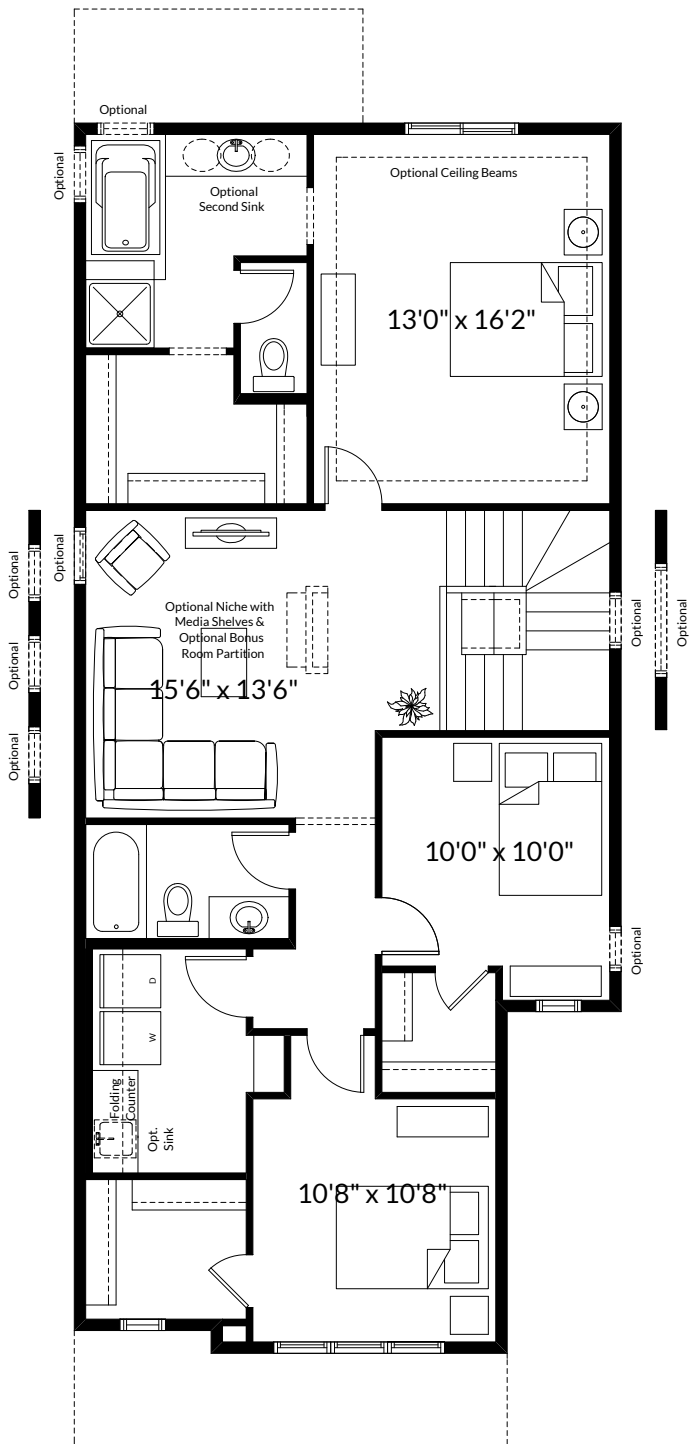 Optional
Optional
Optional
Second Sink
Optional Ceiling Beams
13'0" x 16'2"
Optional
Optional
Optional
Optional
Optional Niche with
Media Shelves &
Optional Bonus
Room Partition
15'6" x 13'6"
Optional
Optional
10'0" x 10'0"
Optional
D
W
Folding
Counter
Opt.
Sink
10'8" x 10'8"